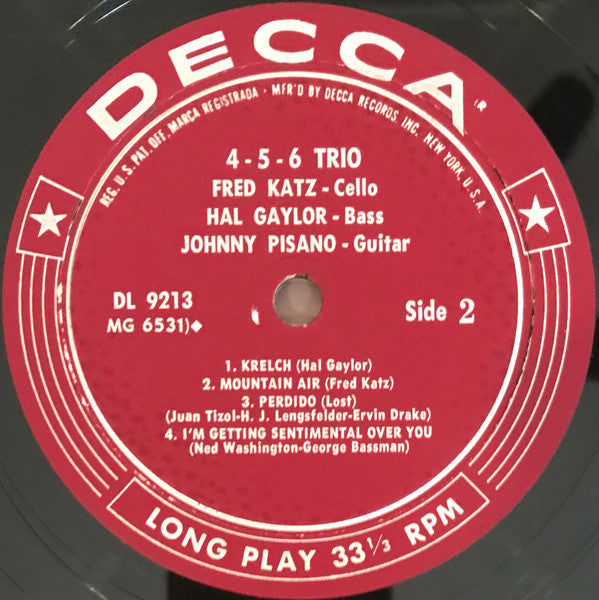 DECCA
®
REG. U.S. PAT. OFF. MARCA REGISTRADA • MFR'D BY DECCA RECORDS, INC., NEW YORK, U.S.A.
4-5-6 TRIO
FRED KATZ - Cello
HAL GAYLOR - Bass
JOHNNY PISANO - Guitar
DL 9213
MG 6531)◆
Side 2
1. KRELCH (Hal Gaylor)
2. MOUNTAIN AIR (Fred Katz)
3. PERDIDO (Lost)
(Juan Tizol-H. J. Lengsfelder-Ervin Drake)
4. I'M GETTING SENTIMENTAL OVER YOU
(Ned Washington-George Bassman)
LONG PLAY 33⅓ RPM